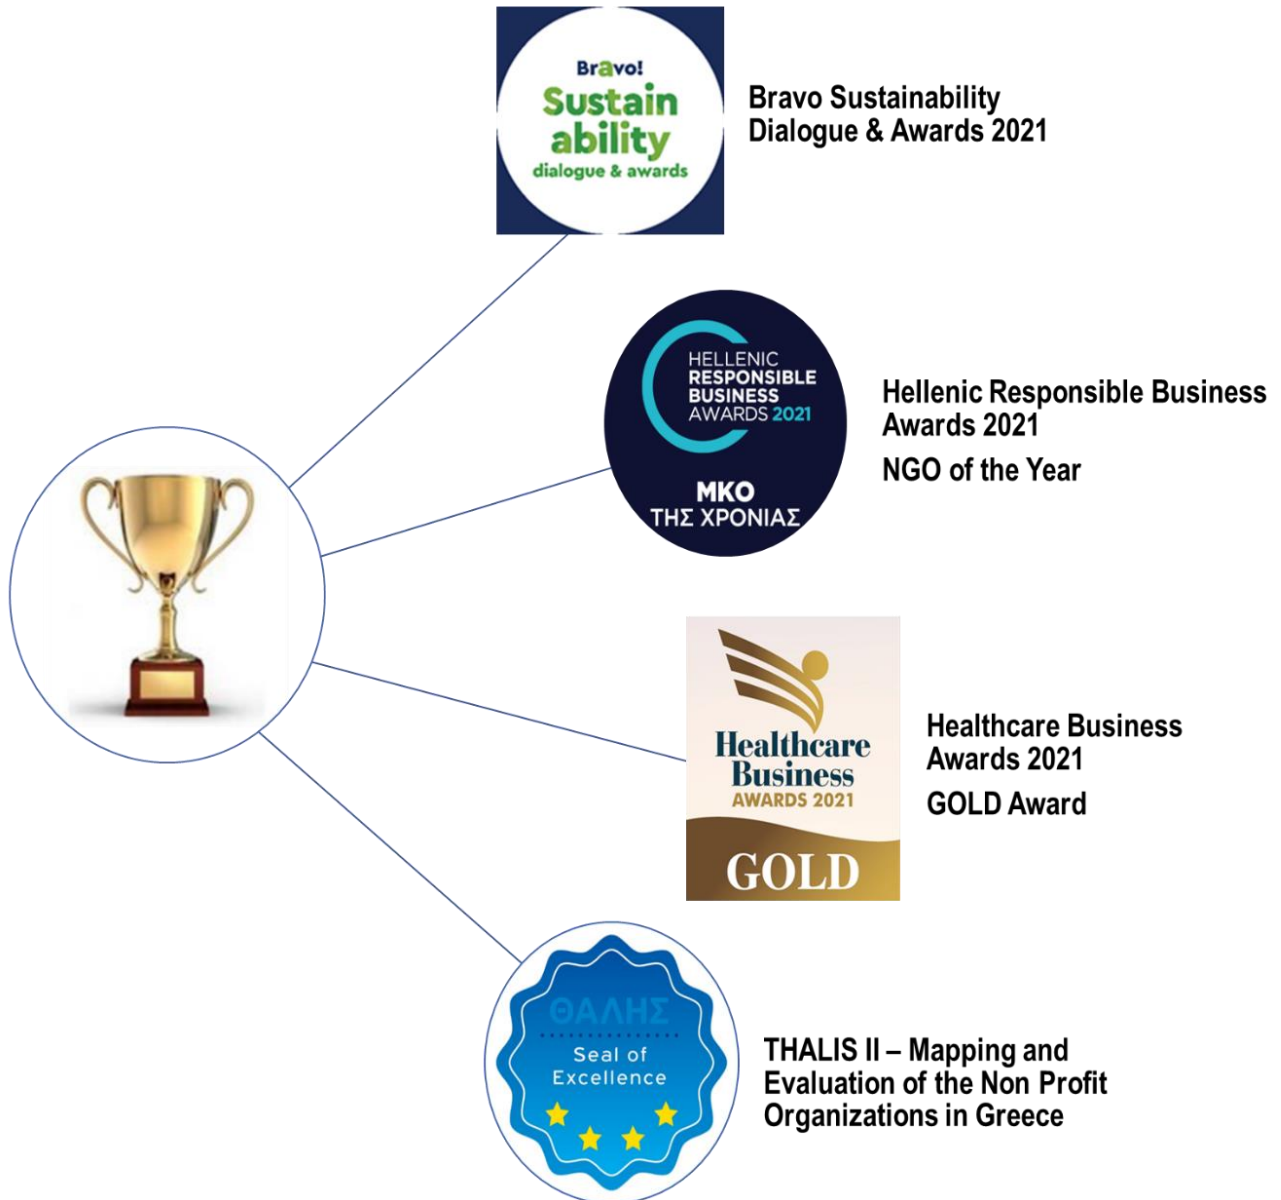 Bravo!
Sustain
ability
dialogue & awards
Bravo Sustainability
Dialogue & Awards 2021
HELLENIC
RESPONSIBLE
BUSINESS
AWARDS 2021
ΜΚΟ
ΤΗΣ ΧΡΟΝΙΑΣ
Hellenic Responsible Business
Awards 2021
NGO of the Year
Healthcare
Business
AWARDS 2021
GOLD
Healthcare Business
Awards 2021
GOLD Award
ΘΑΛΗΣ
Seal of
Excellence
THALIS II – Mapping and
Evaluation of the Non Profit
Organizations in Greece